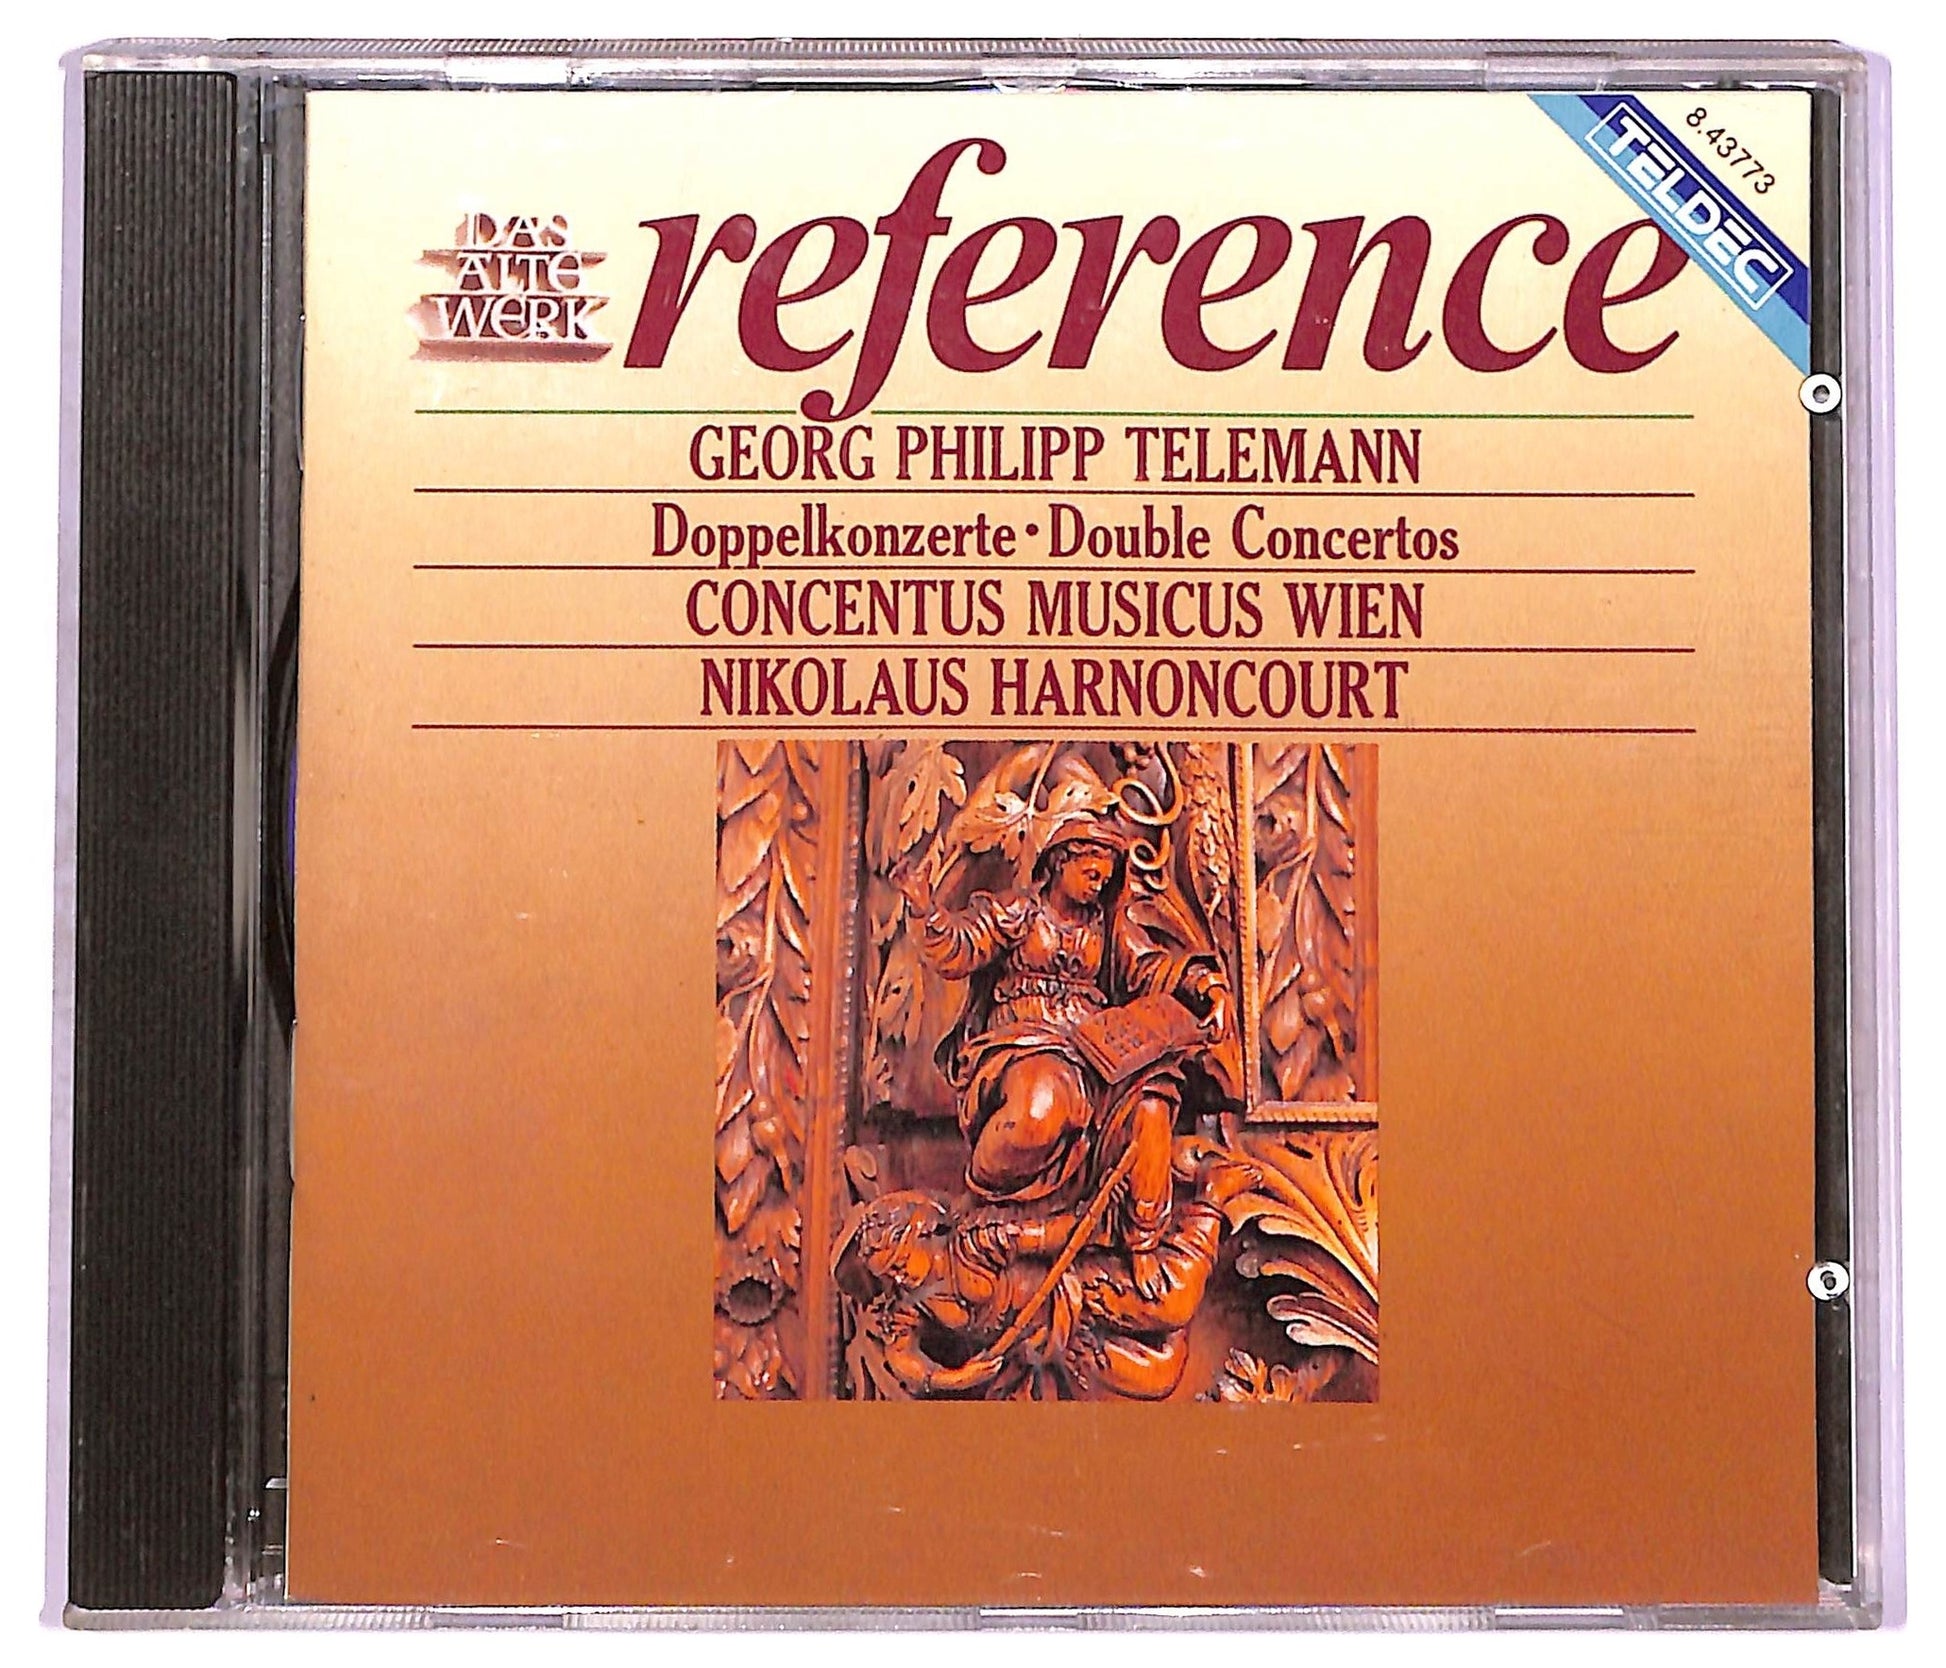 8.43773
TELDEC
DAS
ALTE
WERK
reference
GEORG PHILIPP TELEMANN
Doppelkonzerte · Double Concertos
CONCENTUS MUSICUS WIEN
NIKOLAUS HARNONCOURT